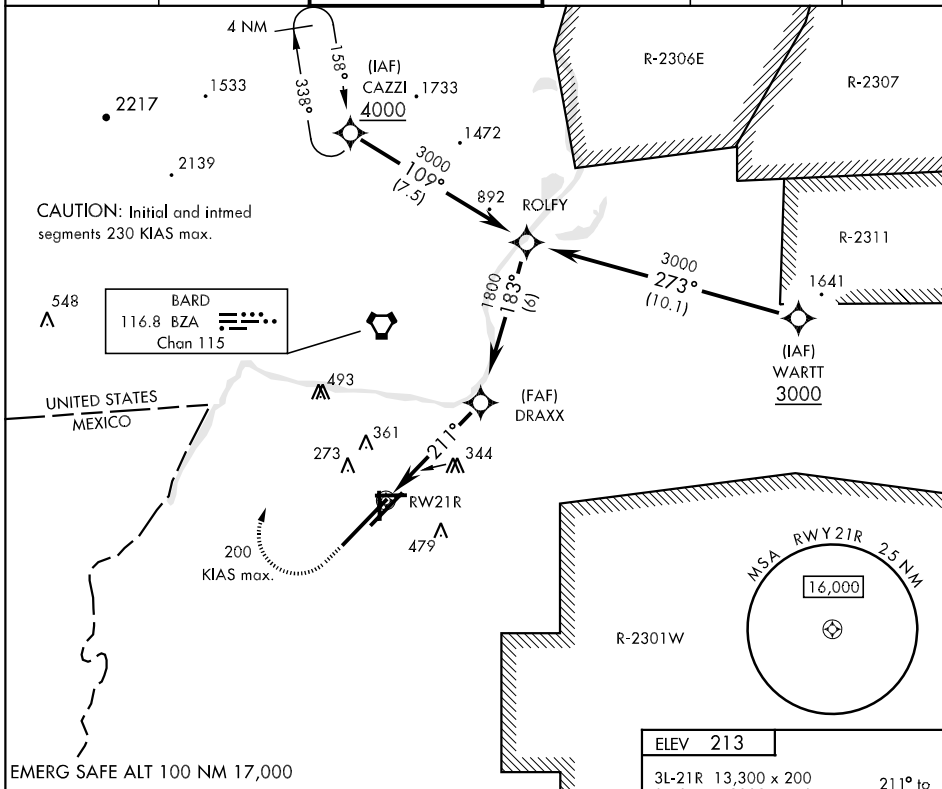 4 NM
158°
338°
(IAF)
CAZZI
4000
1533
2217
1733
1472
2139
3000
109°
(7.5)
892
ROLFY
R-2306E
R-2307
R-2311
CAUTION: Initial and intmed
segments 230 KIAS max.
3000
273°
(10.1)
1641
(IAF)
WARTT
3000
548
BARD
116.8 BZA
Chan 115
1800
183°
(6)
493
UNITED STATES
MEXICO
(FAF)
DRAXX
361
273
211°
344
RW21R
479
200
KIAS max.
MSA RWY 21R 25 NM
16,000
R-2301W
ELEV 213
3L-21R 13,300 x 200
211° to
EMERG SAFE ALT 100 NM 17,000